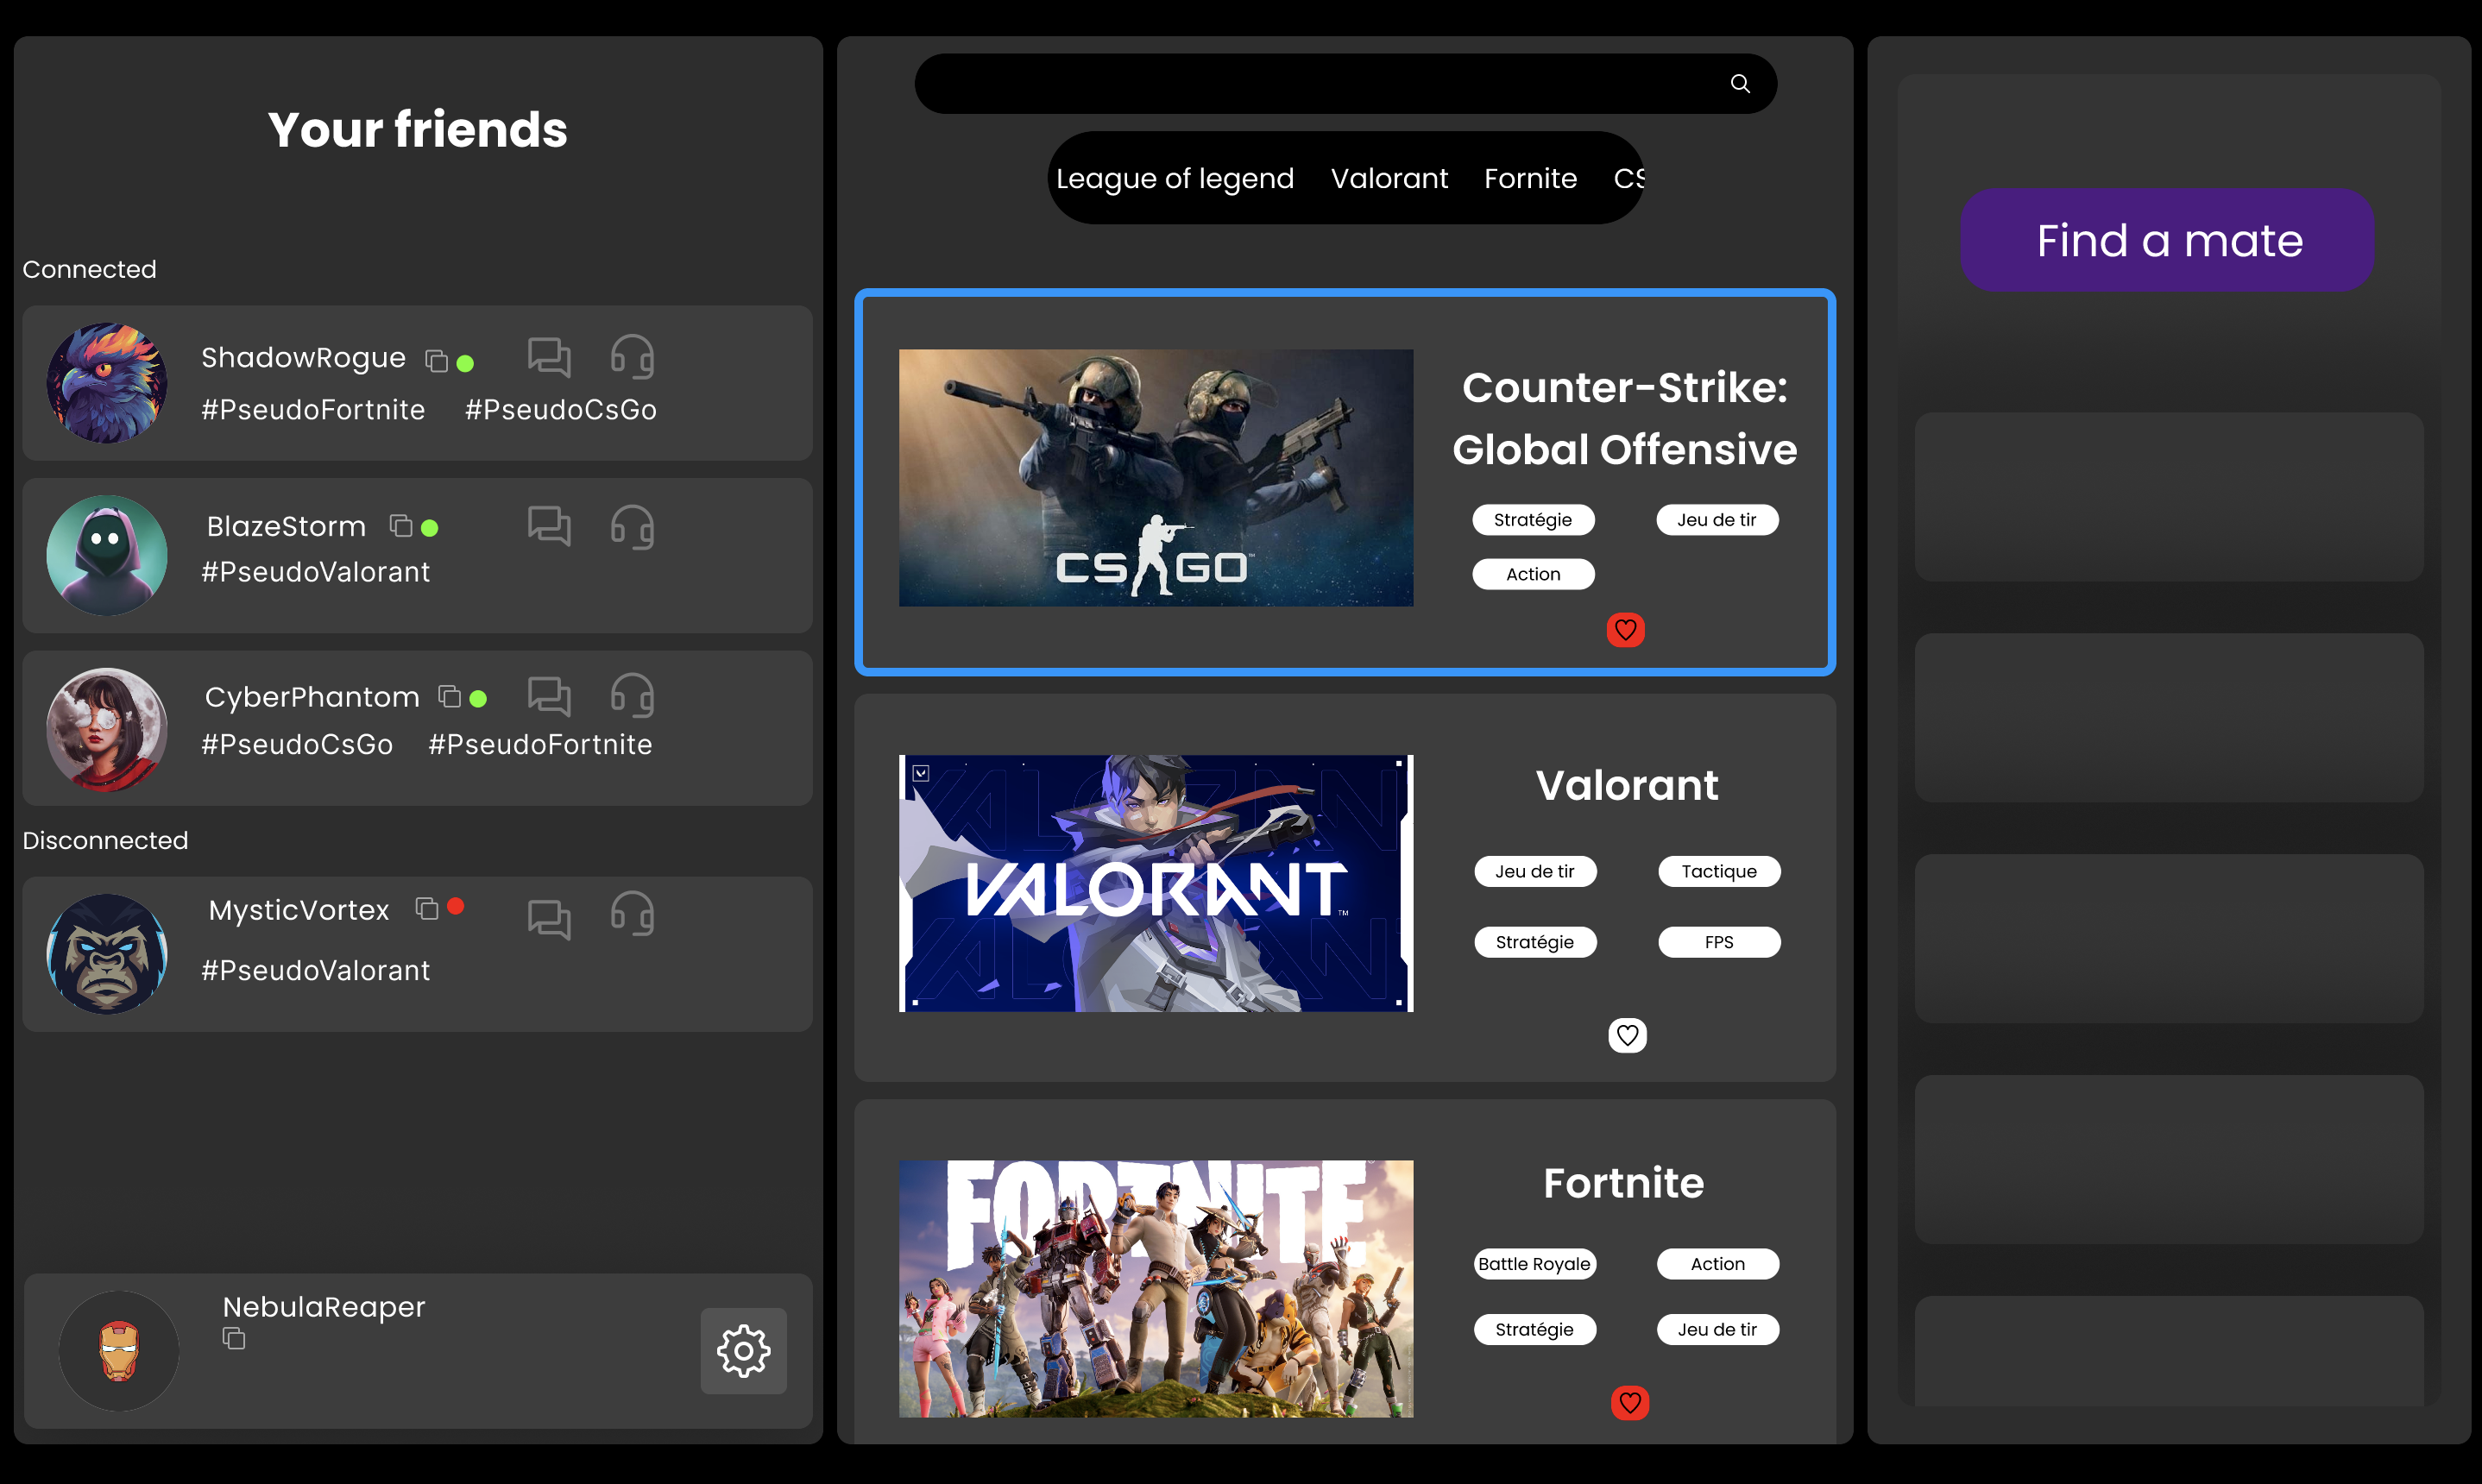 Your friends
Connected
ShadowRogue
#PseudoFortnite #PseudoCsGo
BlazeStorm
#PseudoValorant
CyberPhantom
#PseudoCsGo #PseudoFortnite
Disconnected
MysticVortex
#PseudoValorant
NebulaReaper
League of legend Valorant Fornite CS
CS GO™
Counter-Strike:
Global Offensive
Stratégie Jeu de tir
Action
VALORANT™
Valorant
Jeu de tir Tactique
Stratégie FPS
FORTNITE
Fortnite
Battle Royale Action
Stratégie Jeu de tir
Find a mate